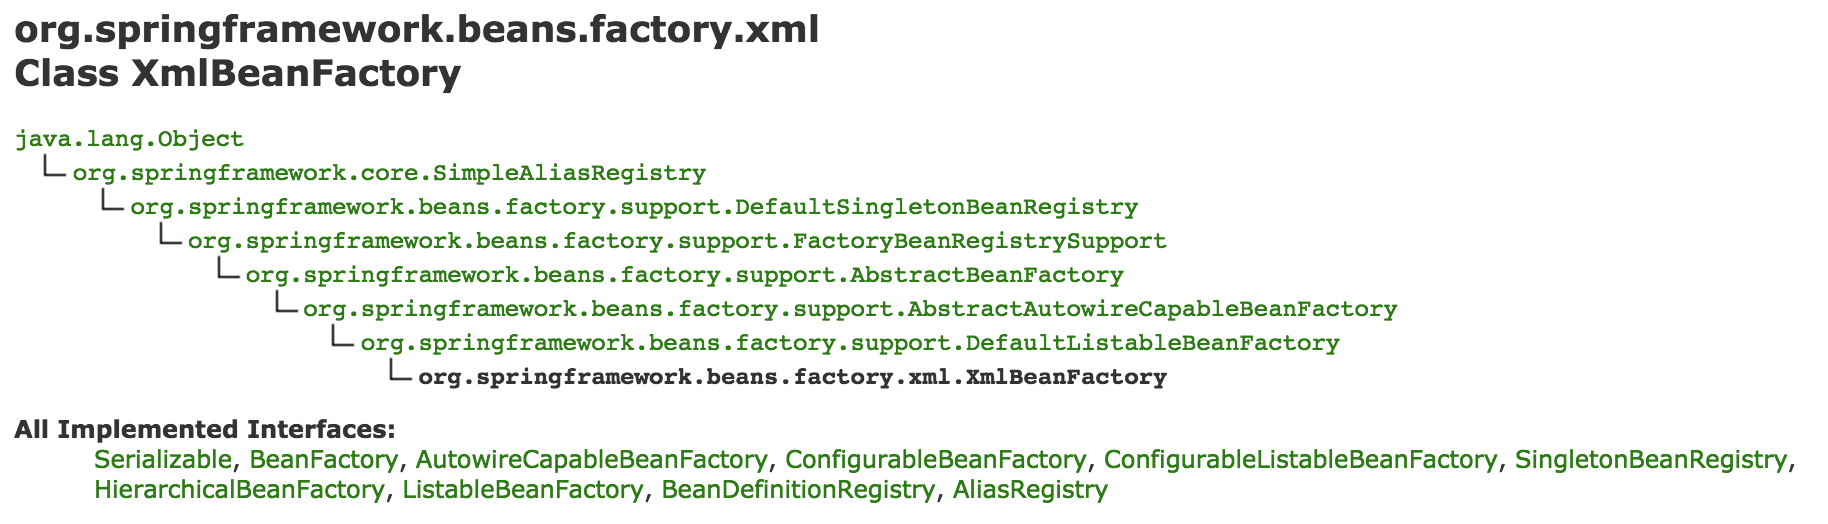 org.springframework.beans.factory.xml
Class XmlBeanFactory
java.lang.Object
org.springframework.core.SimpleAliasRegistry
org.springframework.beans.factory.support.DefaultSingletonBeanRegistry
org.springframework.beans.factory.support.FactoryBeanRegistrySupport
org.springframework.beans.factory.support.AbstractBeanFactory
org.springframework.beans.factory.support.AbstractAutowireCapableBeanFactory
org.springframework.beans.factory.support.DefaultListableBeanFactory
org.springframework.beans.factory.xml.XmlBeanFactory
All Implemented Interfaces:
Serializable, BeanFactory, AutowireCapableBeanFactory, ConfigurableBeanFactory, ConfigurableListableBeanFactory, SingletonBeanRegistry,
HierarchicalBeanFactory, ListableBeanFactory, BeanDefinitionRegistry, AliasRegistry